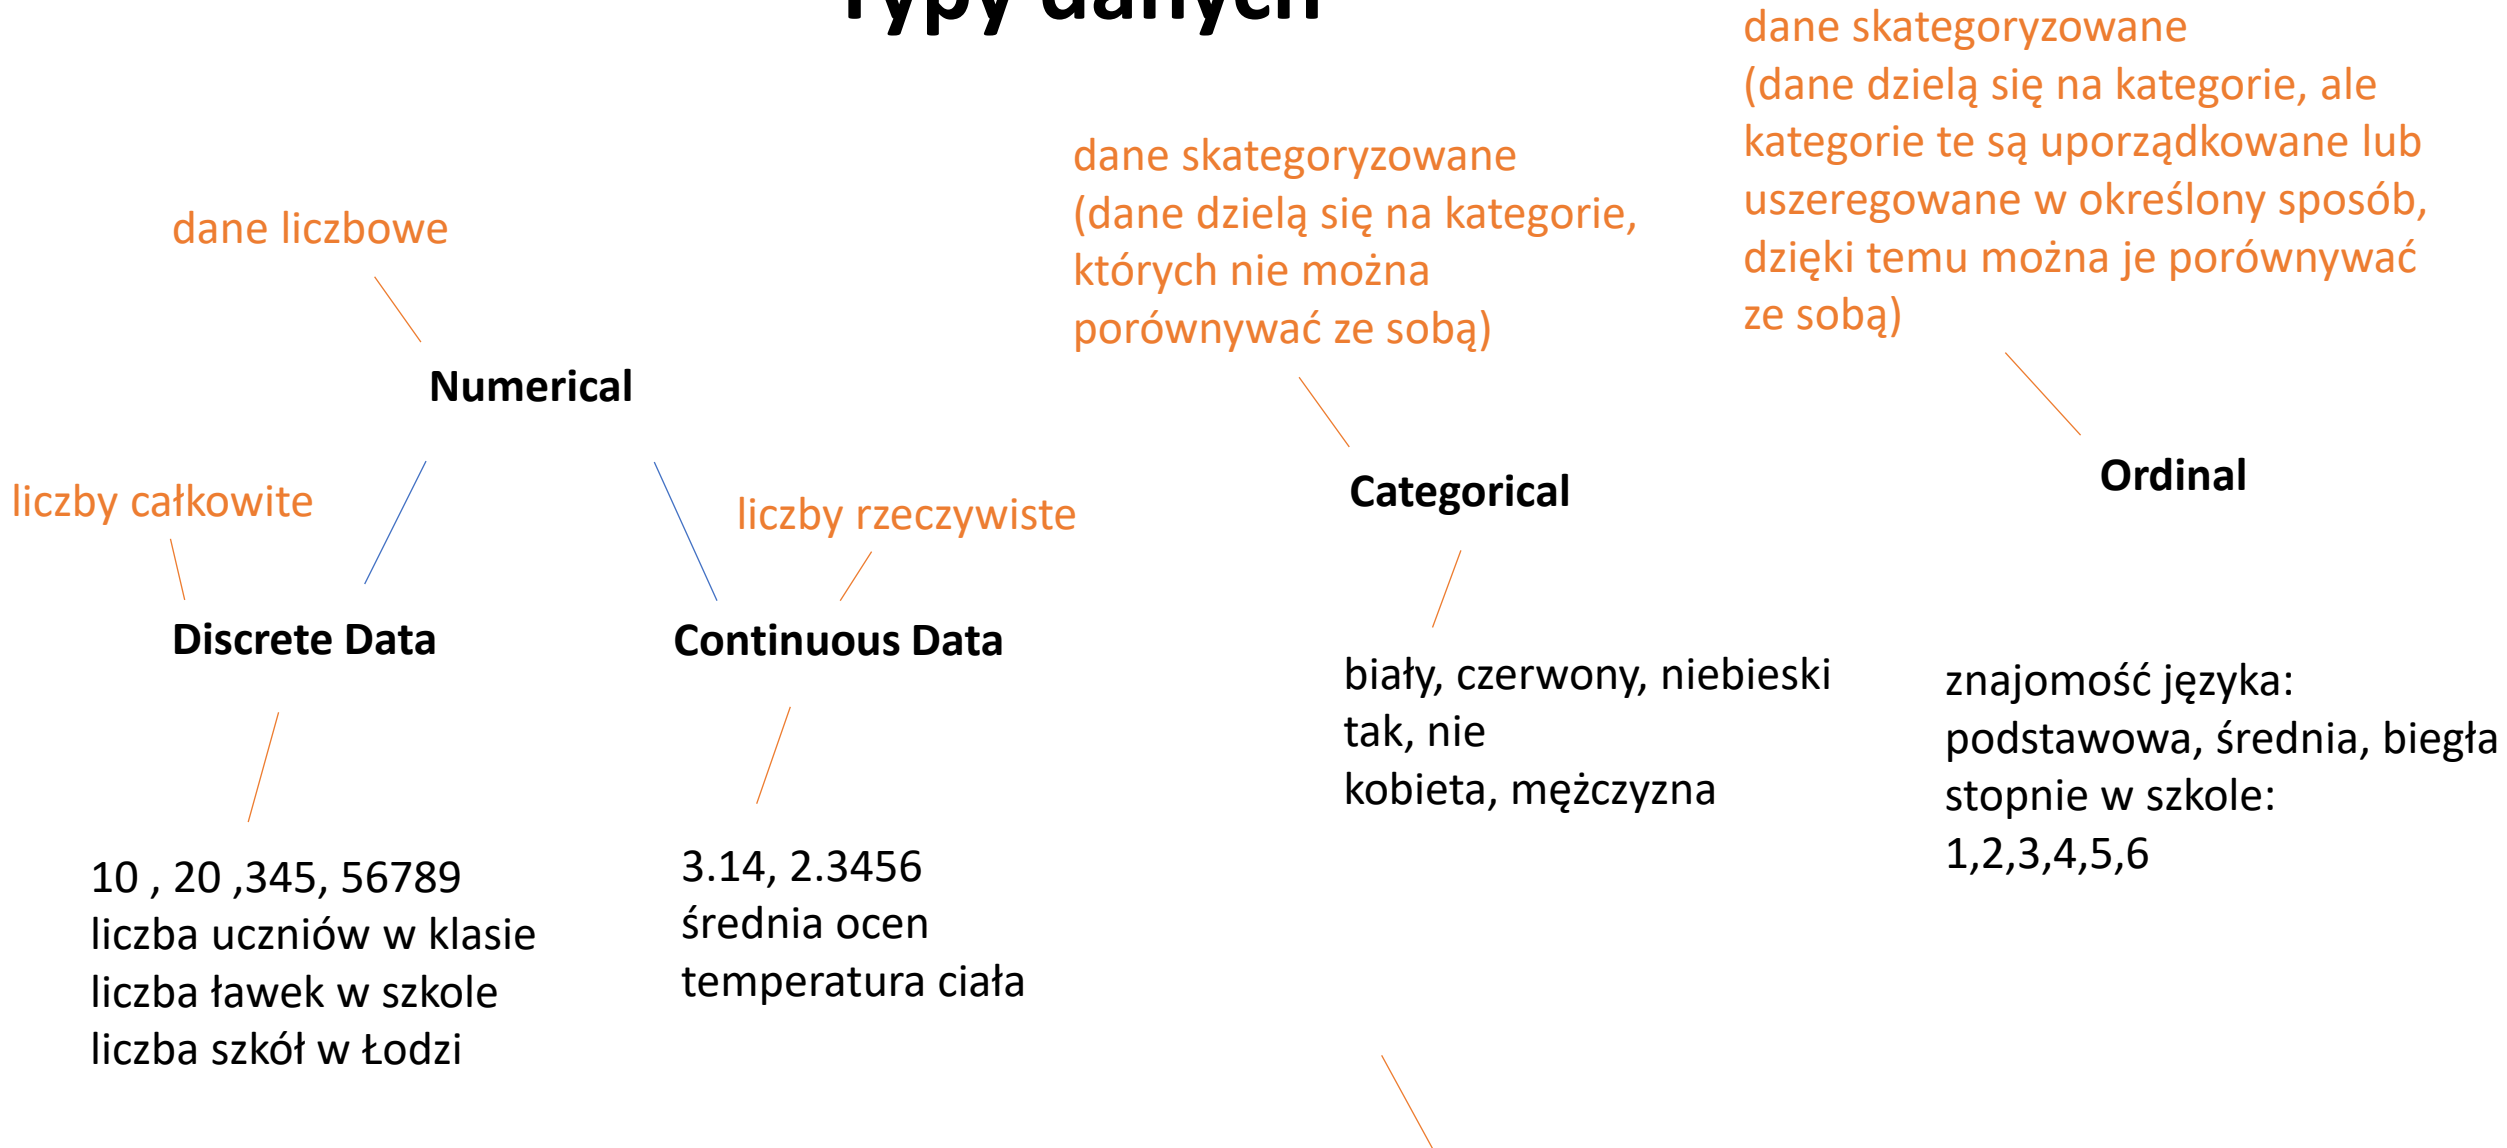 Typy danych
dane liczbowe
Numerical
liczby całkowite
Discrete Data
10 , 20 ,345, 56789
liczba uczniów w klasie
liczba ławek w szkole
liczba szkół w Łodzi
liczby rzeczywiste
Continuous Data
3.14, 2.3456
średnia ocen
temperatura ciała
dane skategoryzowane
(dane dzielą się na kategorie,
których nie można
porównywać ze sobą)
Categorical
biały, czerwony, niebieski
tak, nie
kobieta, mężczyzna
dane skategoryzowane
(dane dzielą się na kategorie, ale
kategorie te są uporządkowane lub
uszeregowane w określony sposób,
dzięki temu można je porównywać
ze sobą)
Ordinal
znajomość języka:
podstawowa, średnia, biegła
stopnie w szkole:
1,2,3,4,5,6